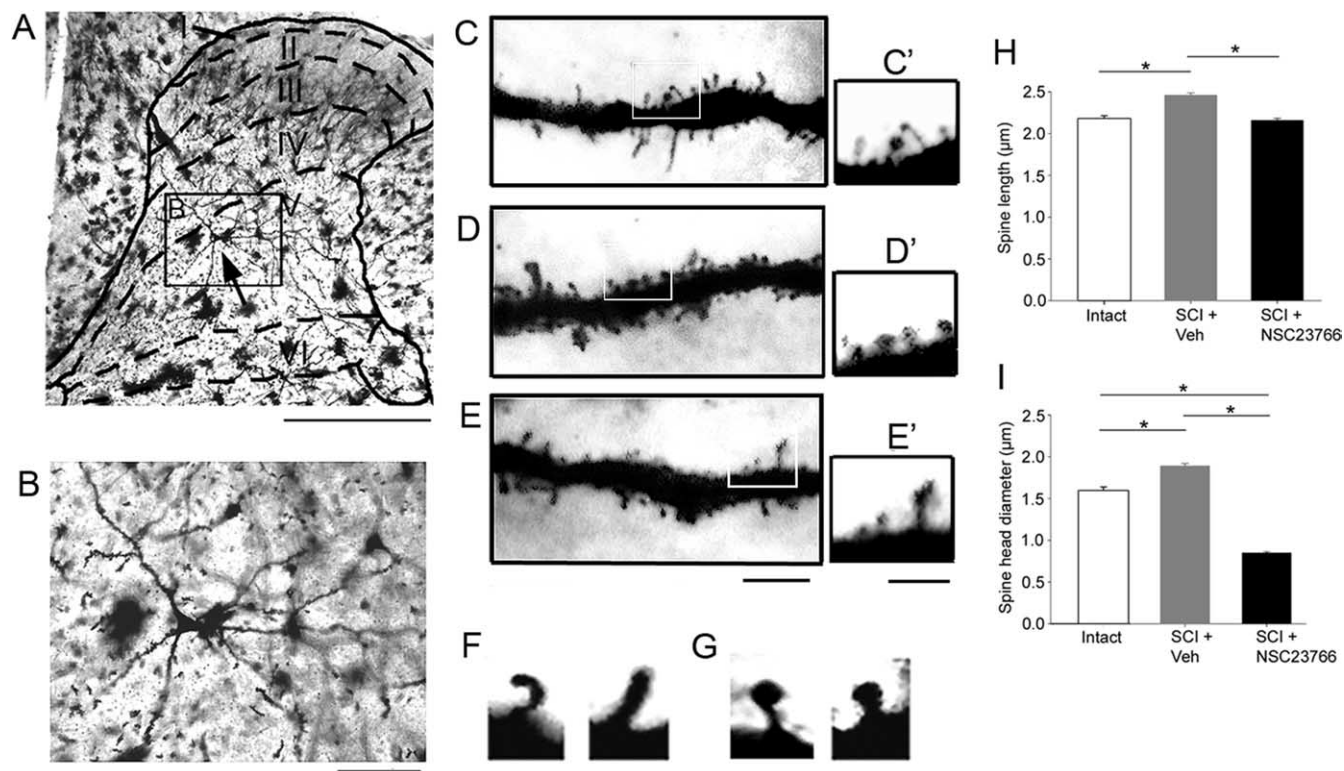 A
I
II
III
IV
B
V
VI
B
C
C'
D
D'
E
E'
F
G
H
*
*
Spine length (μm)
2.5
2.0
1.5
1.0
0.5
0.0
Intact
SCI +
Veh
SCI +
NSC23766
I
*
*
*
Spine head diameter (μm)
2.5
2.0
1.5
1.0
0.5
0.0
Intact
SCI +
Veh
SCI +
NSC23766